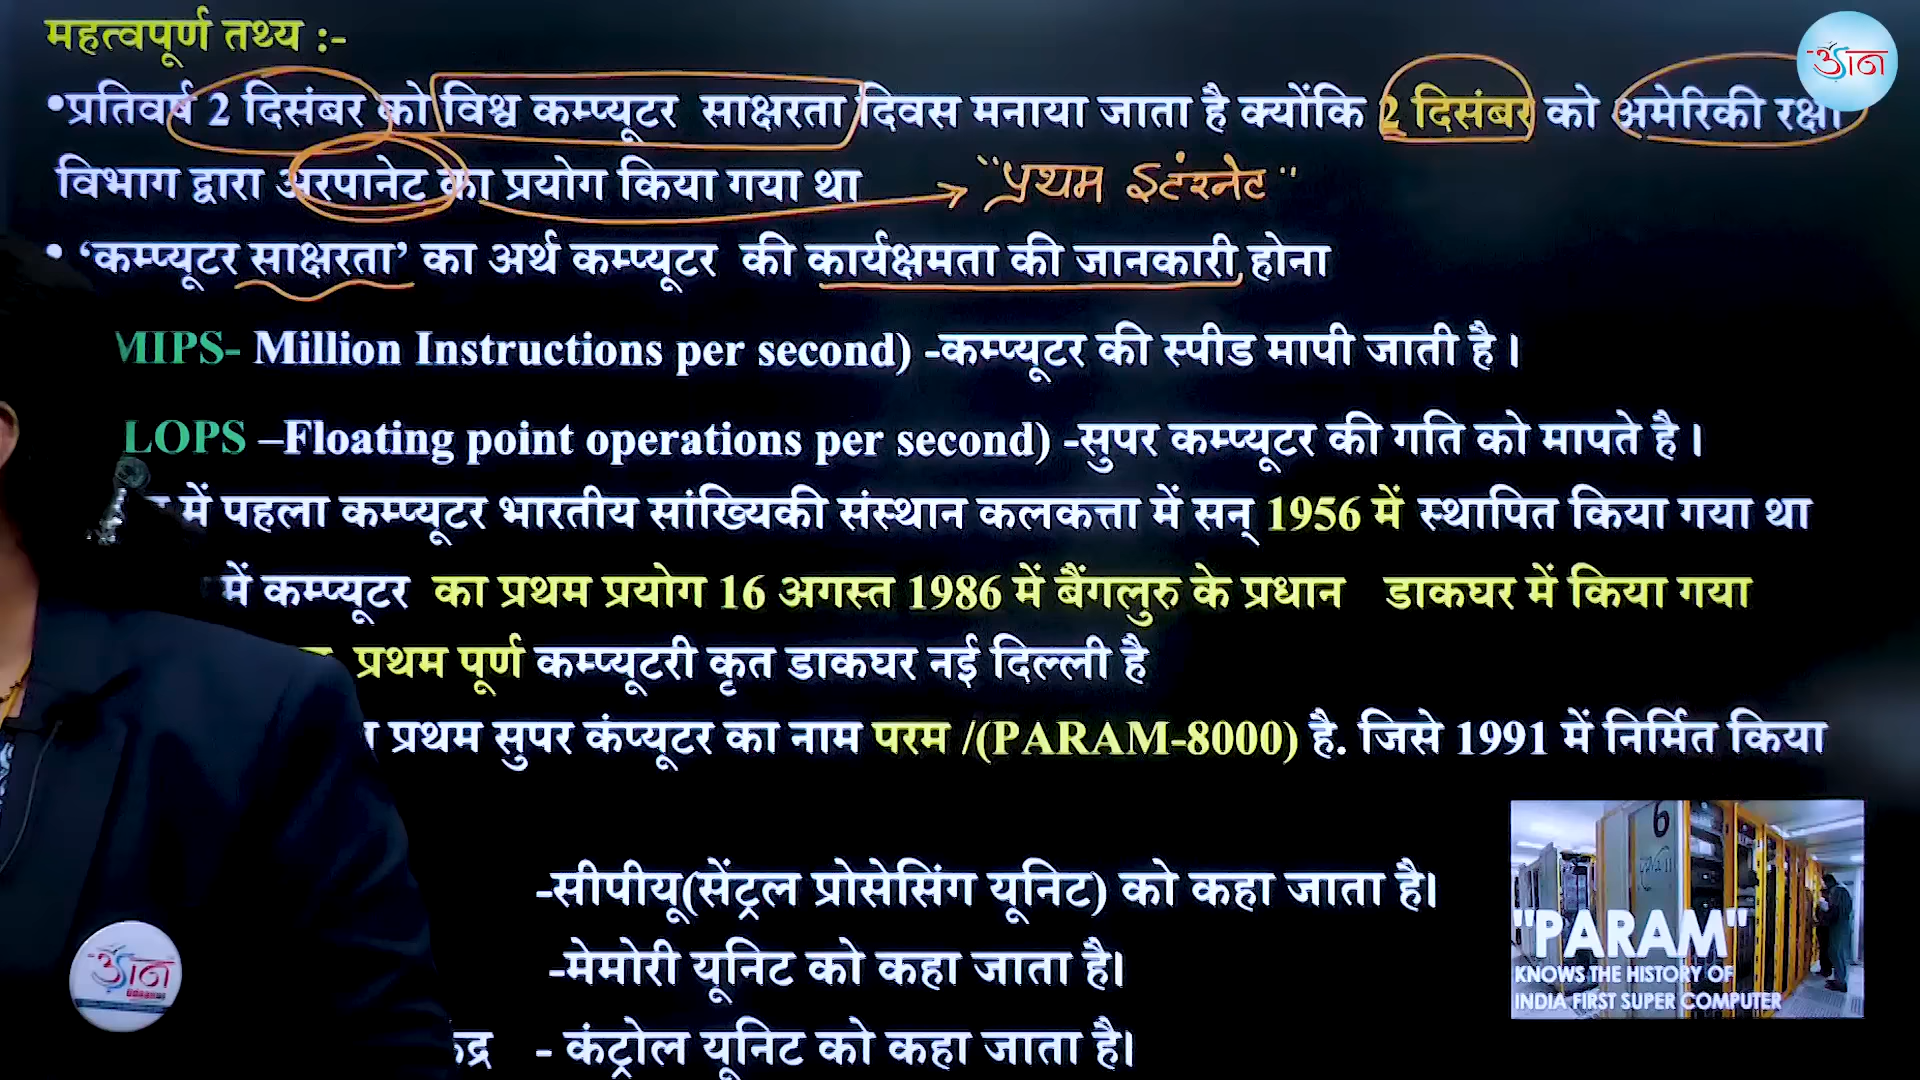 महत्वपूर्ण तथ्य :-
•प्रतिवर्ष 2 दिसंबर को विश्व कम्प्यूटर साक्षरता दिवस मनाया जाता है क्योंकि 2 दिसंबर को अमेरिकी रक्षा
विभाग द्वारा अरपानेट का प्रयोग किया गया था → "प्रथम इंटरनेट"
• ‘कम्प्यूटर साक्षरता’ का अर्थ कम्प्यूटर की कार्यक्षमता की जानकारी होना
MIPS- Million Instructions per second) -कम्प्यूटर की स्पीड मापी जाती है।
LOPS –Floating point operations per second) -सुपर कम्प्यूटर की गति को मापते है।
में पहला कम्प्यूटर भारतीय सांख्यिकी संस्थान कलकत्ता में सन् 1956 में स्थापित किया गया था
में कम्प्यूटर का प्रथम प्रयोग 16 अगस्त 1986 में बैंगलुरु के प्रधान डाकघर में किया गया
प्रथम पूर्ण कम्प्यूटरी कृत डाकघर नई दिल्ली है
प्रथम सुपर कंप्यूटर का नाम परम /(PARAM-8000) है. जिसे 1991 में निर्मित किया
-सीपीयू(सेंट्रल प्रोसेसिंग यूनिट) को कहा जाता है।
-मेमोरी यूनिट को कहा जाता है।
- कंट्रोल यूनिट को कहा जाता है।
6
"PARAM"
KNOWS THE HISTORY OF
INDIA FIRST SUPER COMPUTER
उड़ान
उड़ान